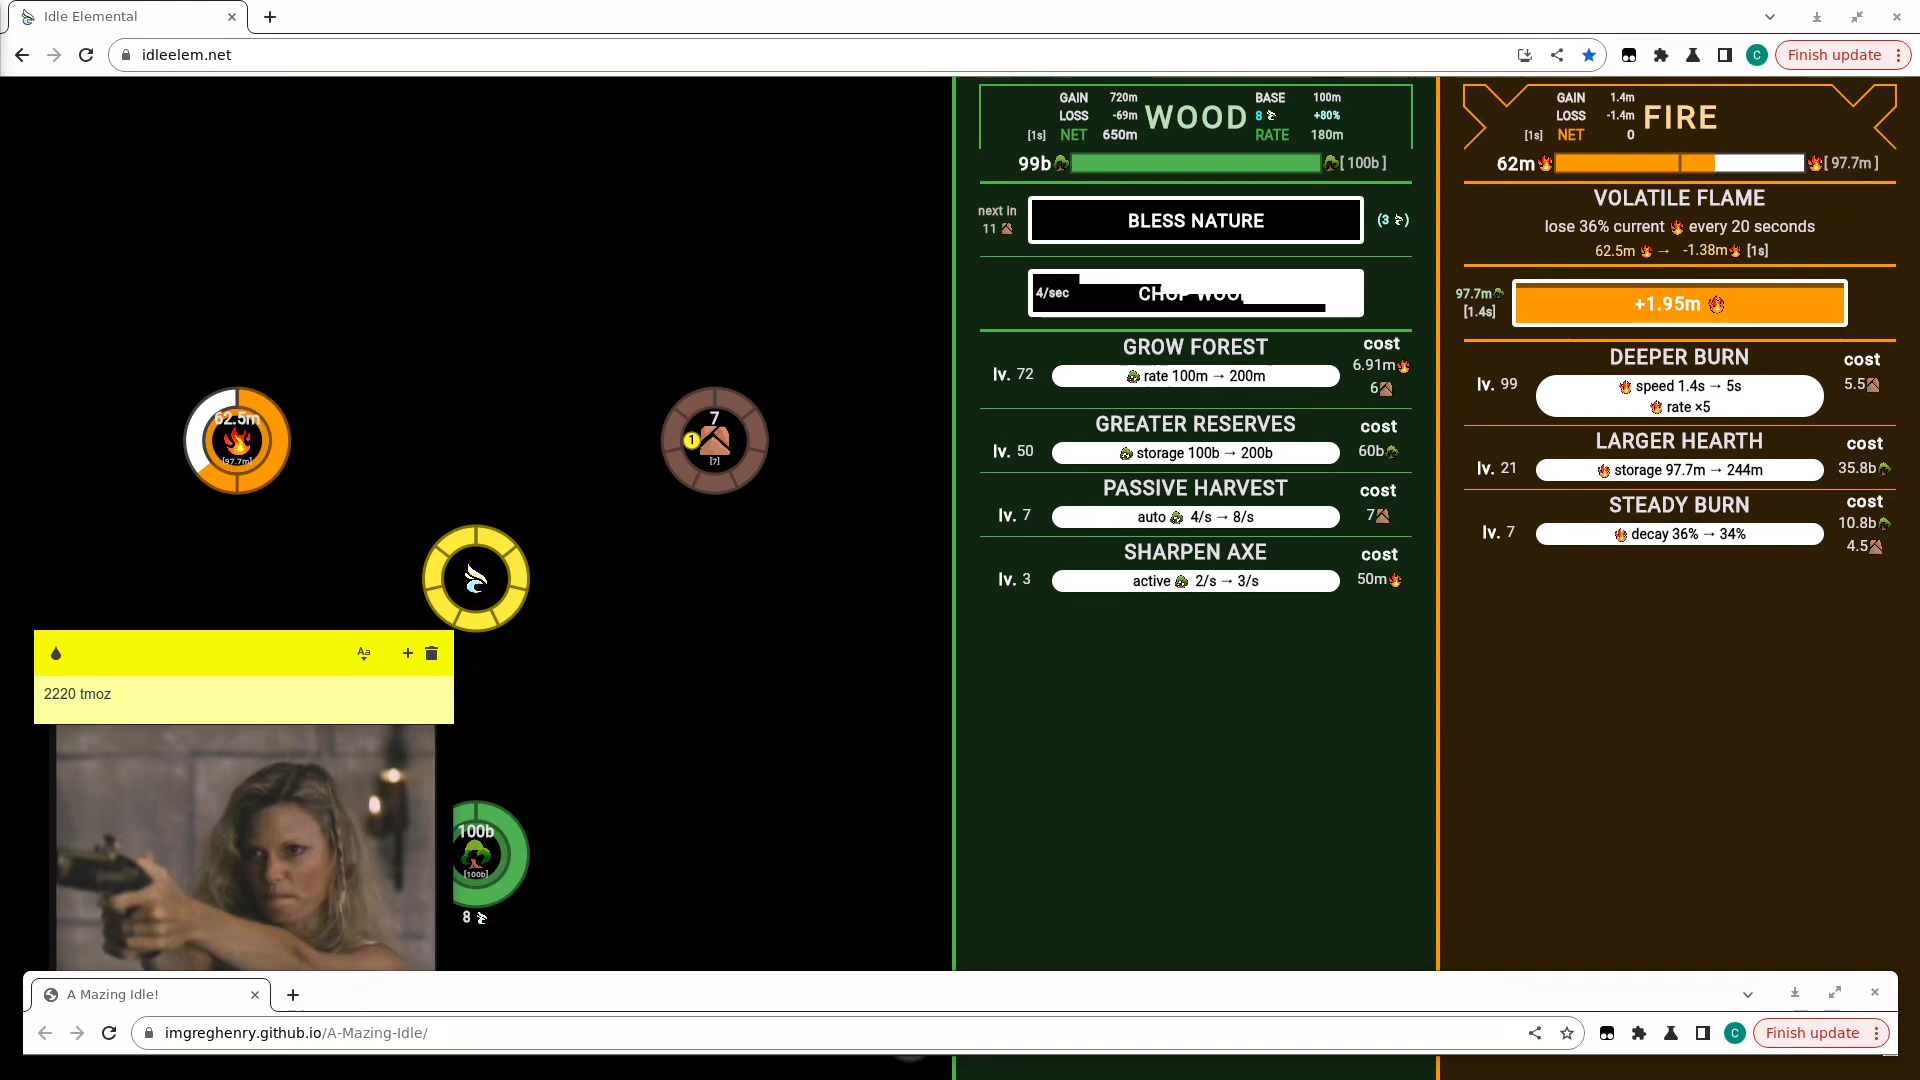 Idle Elemental
idleelem.net
Finish update
C
62.5m
[97.7m]
7
1
[7]
2220 tmoz
Aa
100b
[100b]
8
GAIN 720m
LOSS -69m
[1s] NET 650m
WOOD
BASE 100m
8 +80%
RATE 180m
99b [ 100b ]
next in
11
BLESS NATURE
(3 )
4/sec
CHOP WOOD
GROW FOREST
lv. 72
rate 100m → 200m
cost
6.91m
6
GREATER RESERVES
lv. 50
storage 100b → 200b
cost
60b
PASSIVE HARVEST
lv. 7
auto 4/s → 8/s
cost
7
SHARPEN AXE
lv. 3
active 2/s → 3/s
cost
50m
GAIN 1.4m
LOSS -1.4m
[1s] NET 0
FIRE
62m [ 97.7m ]
VOLATILE FLAME
lose 36% current every 20 seconds
62.5m → -1.38m [1s]
97.7m
[1.4s]
+1.95m
DEEPER BURN
lv. 99
speed 1.4s → 5s
rate ×5
cost
5.5
LARGER HEARTH
lv. 21
storage 97.7m → 244m
cost
35.8b
STEADY BURN
lv. 7
decay 36% → 34%
cost
10.8b
4.5
A Mazing Idle!
imgreghenry.github.io/A-Mazing-Idle/
C
Finish update